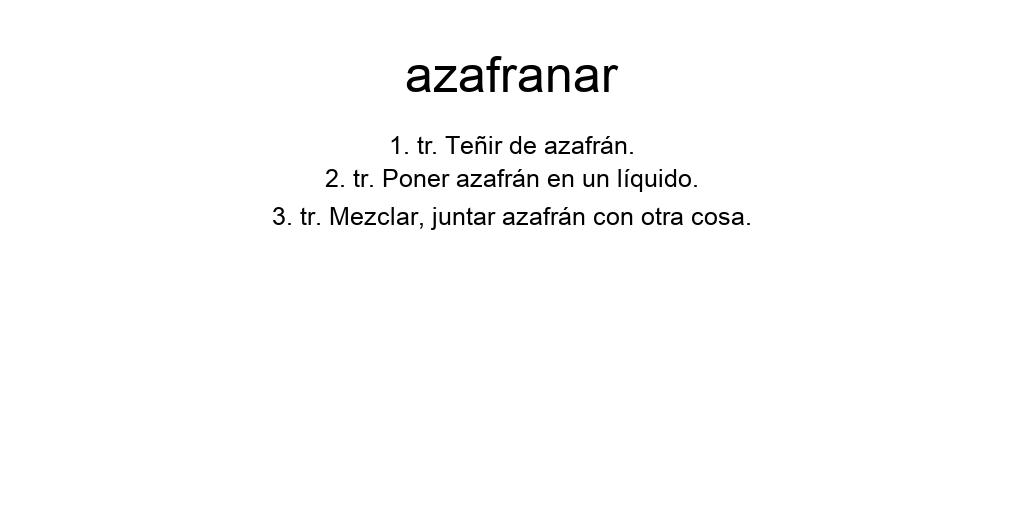 azafranar
1. tr. Teñir de azafrán.
2. tr. Poner azafrán en un líquido.
3. tr. Mezclar, juntar azafrán con otra cosa.